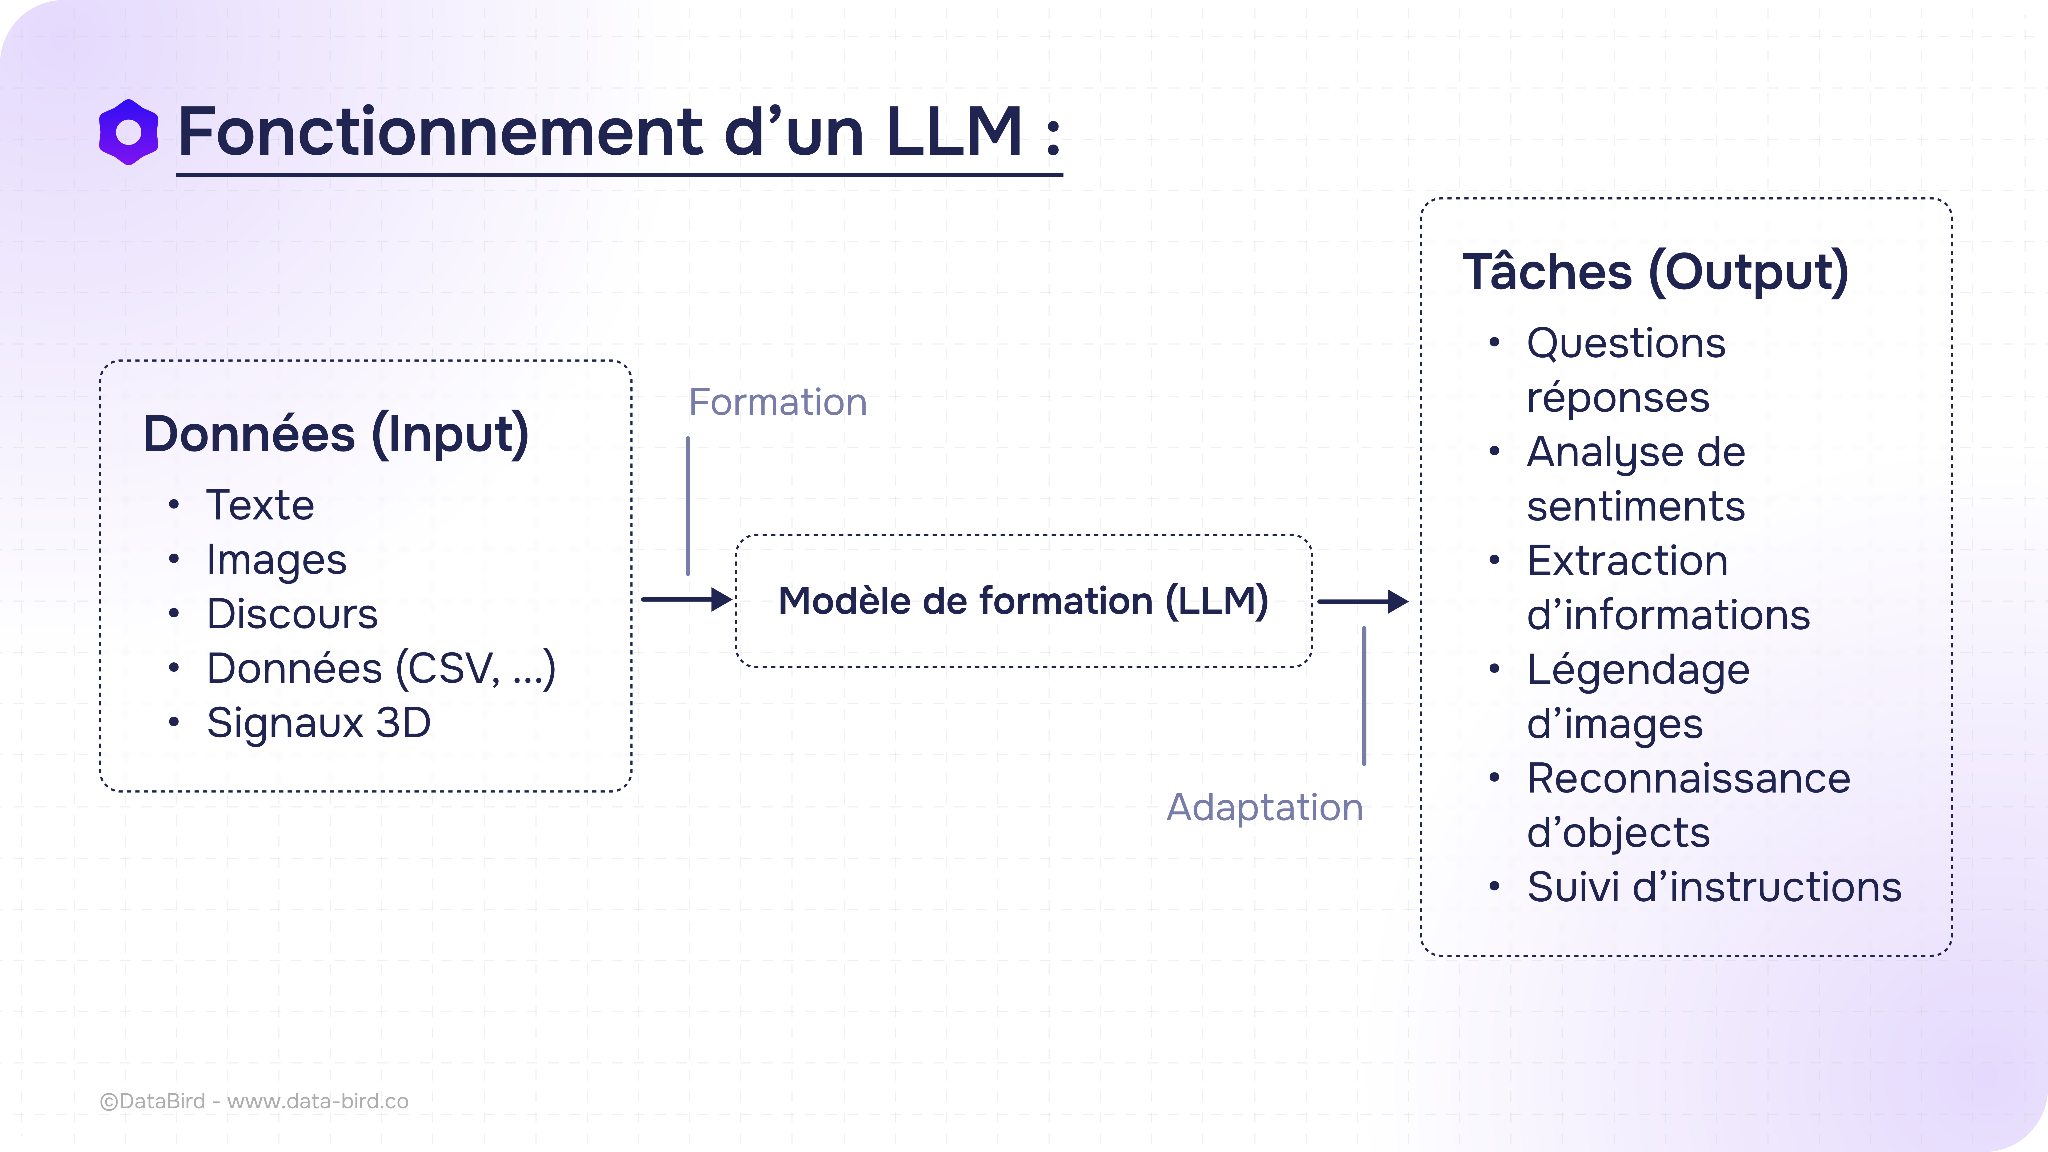 Fonctionnement d’un LLM :
Données (Input)
• Texte
• Images
• Discours
• Données (CSV, ...)
• Signaux 3D
Formation
Modèle de formation (LLM)
Adaptation
Tâches (Output)
• Questions
réponses
• Analyse de
sentiments
• Extraction
d’informations
• Légendage
d’images
• Reconnaissance
d’objects
• Suivi d’instructions
©DataBird - www.data-bird.co